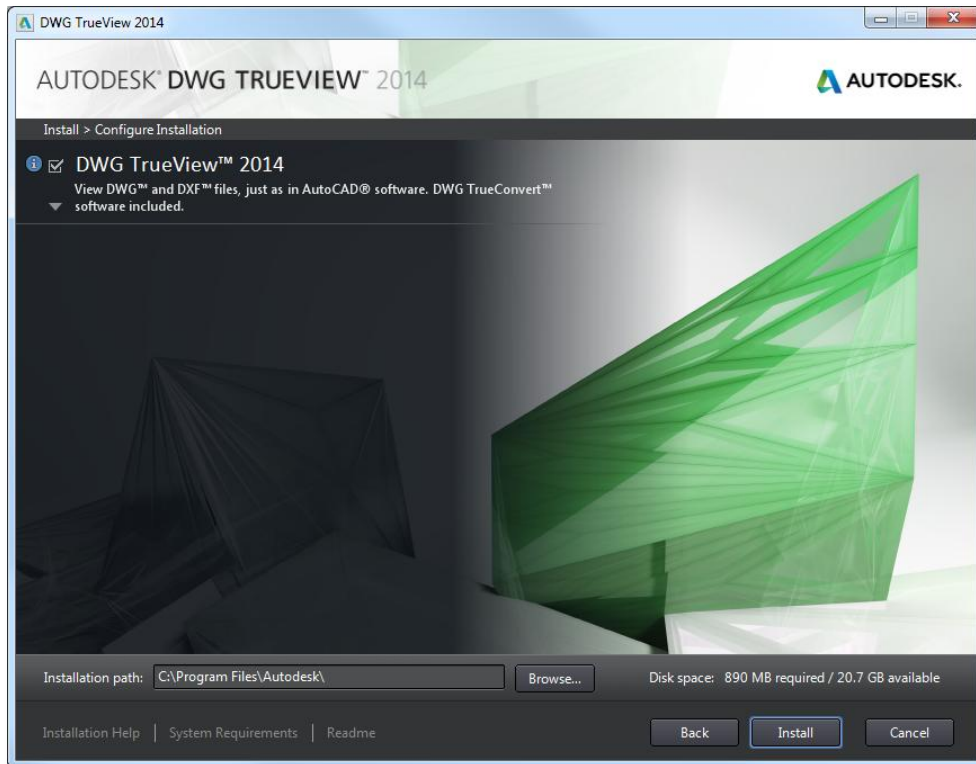 DWG TrueView 2014
AUTODESK® DWG TRUEVIEW™ 2014
AUTODESK.
Install > Configure Installation
DWG TrueView™ 2014
View DWG™ and DXF™ files, just as in AutoCAD® software. DWG TrueConvert™
software included.
Installation path: C:\Program Files\Autodesk\ Browse... Disk space: 890 MB required / 20.7 GB available
Installation Help | System Requirements | Readme Back Install Cancel